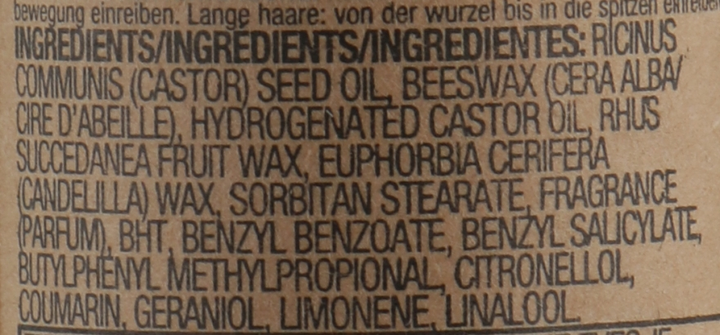 bewegung einreiben. Lange haare: von der wurzel bis in die spitzen einreiben
INGREDIENTS/INGRÉDIENTS/INGREDIENTES: RICINUS
COMMUNIS (CASTOR) SEED OIL, BEESWAX (CERA ALBA/
CIRE D'ABEILLE), HYDROGENATED CASTOR OIL, RHUS
SUCCEDANEA FRUIT WAX, EUPHORBIA CERIFERA
(CANDELILLA) WAX, SORBITAN STEARATE, FRAGRANCE
(PARFUM), BHT, BENZYL BENZOATE, BENZYL SALICYLATE,
BUTYLPHENYL METHYLPROPIONAL, CITRONELLOL,
COUMARIN, GERANIOL, LIMONENE, LINALOOL.